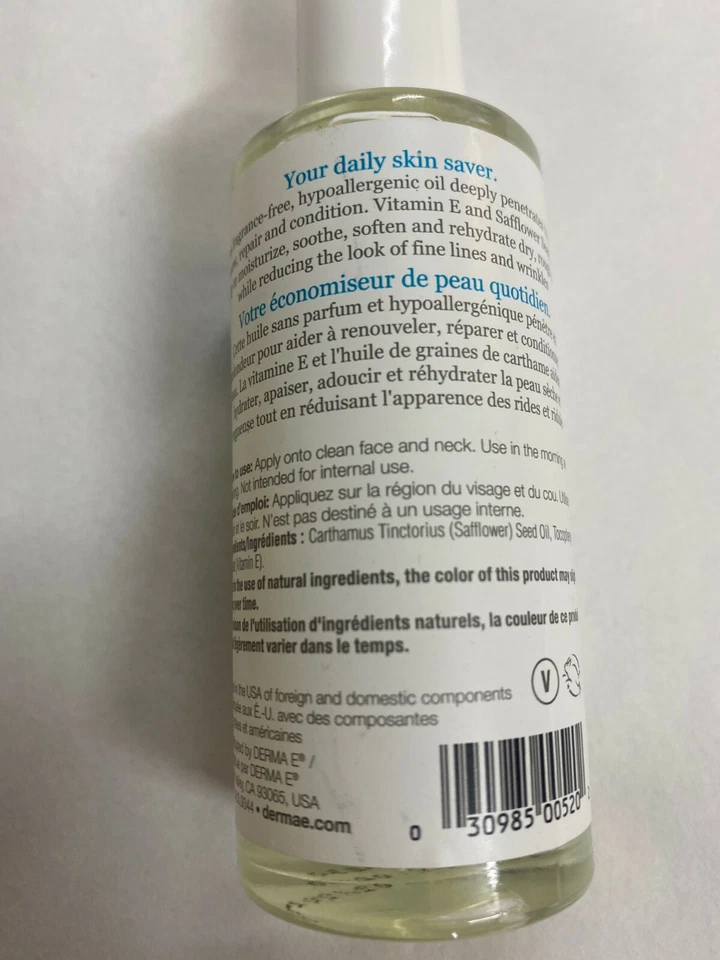 Your daily skin saver.
fragrance-free, hypoallergenic oil deeply
repair and condition. Vitamin E and Safflower
moisturize, soothe, soften and rehydrate dry,
while reducing the look of fine lines and wrinkles
Votre économiseur de peau quotidien.
Cette huile sans parfum et hypoallergénique
pour aider à renouveler, réparer et
La vitamine E et l'huile de graines de carthame
hydrater, apaiser, adoucir et réhydrater la peau
tout en réduisant l'apparence des rides et
use: Apply onto clean face and neck. Use in the morning
Not intended for internal use.
d'emploi: Appliquez sur la région du visage et du cou.
et le soir. N'est pas destiné à un usage interne.
/Ingrédients : Carthamus Tinctorius (Safflower) Seed Oil,
(Vitamin E).
the use of natural ingredients, the color of this product may
over time.
de l'utilisation d'ingrédients naturels, la couleur de ce
varier dans le temps.
V
in the USA of foreign and domestic components
aux É.-U. avec des composantes
et américaines
by DERMA E® /
par DERMA E®
CA 93065, USA
• dermae.com
0 30985 00520